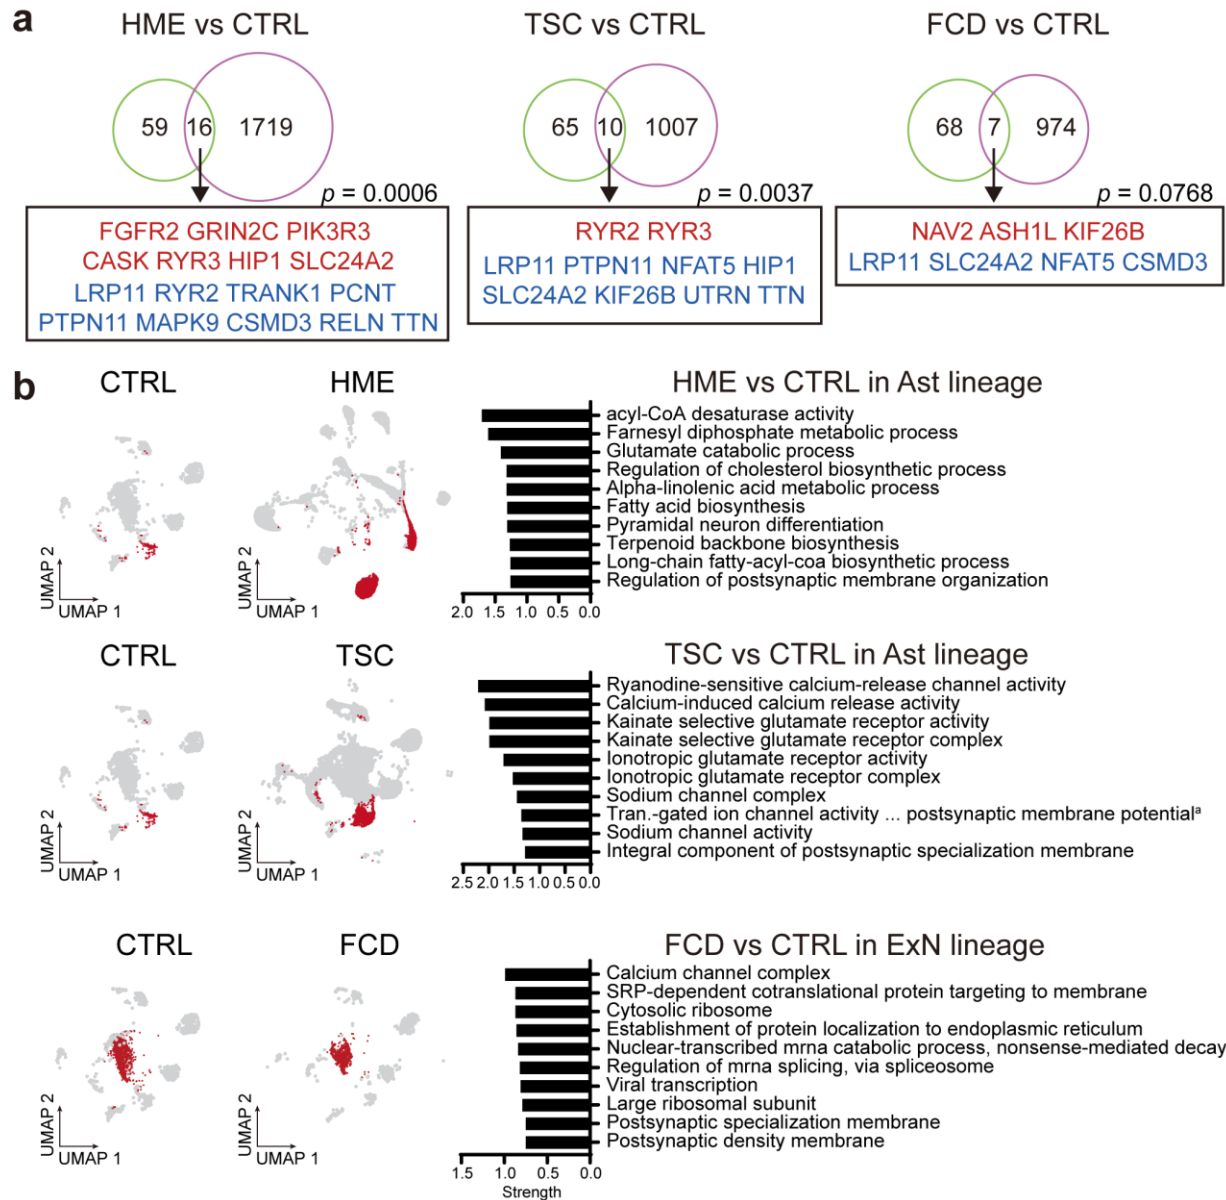 a
HME vs CTRL
TSC vs CTRL
FCD vs CTRL
59 16 1719
65 10 1007
68 7 974
p = 0.0006
p = 0.0037
p = 0.0768
FGFR2 GRIN2C PIK3R3
CASK RYR3 HIP1 SLC24A2
LRP11 RYR2 TRANK1 PCNT
PTPN11 MAPK9 CSMD3 RELN TTN
RYR2 RYR3
LRP11 PTPN11 NFAT5 HIP1
SLC24A2 KIF26B UTRN TTN
NAV2 ASH1L KIF26B
LRP11 SLC24A2 NFAT5 CSMD3
b
CTRL
HME
HME vs CTRL in Ast lineage
UMAP 2
UMAP 1
UMAP 2
UMAP 1
acyl-CoA desaturase activity
Farnesyl diphosphate metabolic process
Glutamate catabolic process
Regulation of cholesterol biosynthetic process
Alpha-linolenic acid metabolic process
Fatty acid biosynthesis
Pyramidal neuron differentiation
Terpenoid backbone biosynthesis
Long-chain fatty-acyl-coa biosynthetic process
Regulation of postsynaptic membrane organization
2.0 1.5 1.0 0.5 0.0
CTRL
TSC
TSC vs CTRL in Ast lineage
UMAP 2
UMAP 1
UMAP 2
UMAP 1
Ryanodine-sensitive calcium-release channel activity
Calcium-induced calcium release activity
Kainate selective glutamate receptor activity
Kainate selective glutamate receptor complex
Ionotropic glutamate receptor activity
Ionotropic glutamate receptor complex
Sodium channel complex
Tran.-gated ion channel activity ... postsynaptic membrane potentialᵃ
Sodium channel activity
Integral component of postsynaptic specialization membrane
2.5 2.0 1.5 1.0 0.5 0.0
CTRL
FCD
FCD vs CTRL in ExN lineage
UMAP 2
UMAP 1
UMAP 2
UMAP 1
Calcium channel complex
SRP-dependent cotranslational protein targeting to membrane
Cytosolic ribosome
Establishment of protein localization to endoplasmic reticulum
Nuclear-transcribed mrna catabolic process, nonsense-mediated decay
Regulation of mrna splicing, via spliceosome
Viral transcription
Large ribosomal subunit
Postsynaptic specialization membrane
Postsynaptic density membrane
1.5 1.0 0.5 0.0
Strength